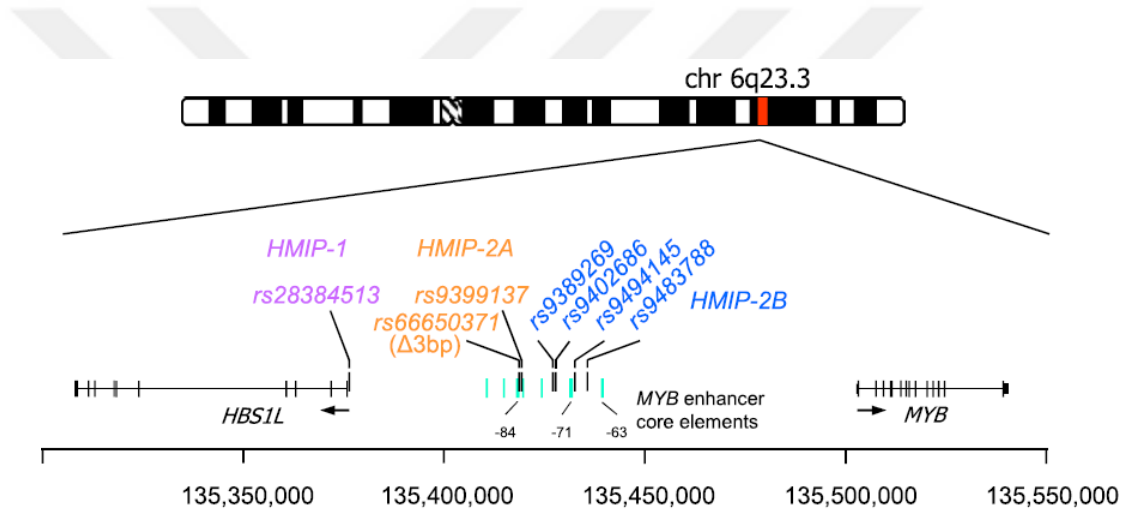 chr 6q23.3
HMIP-1
HMIP-2A
rs9389269
rs9402686
rs9494145
rs9483788
HMIP-2B
rs28384513
rs9399137
rs66650371
(Δ3bp)
HBS1L
-84
-71
-63
MYB enhancer
core elements
MYB
135,350,000
135,400,000
135,450,000
135,500,000
135,550,000